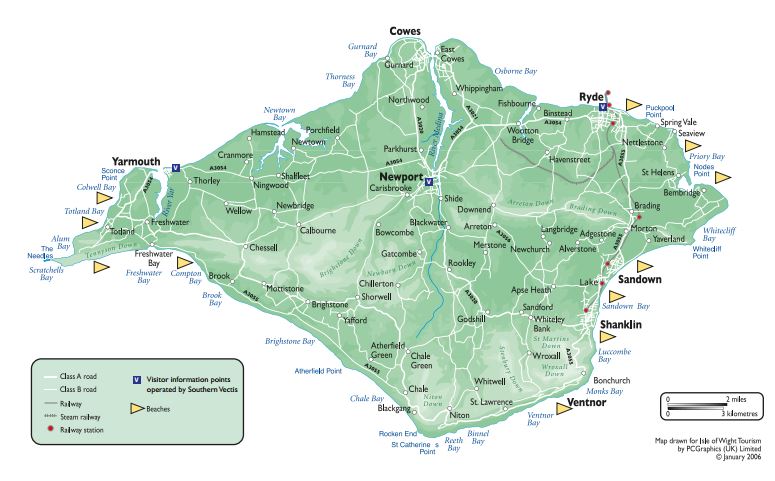 Cowes
Gurnard
Bay
East
Cowes
Gurnard
Thorness
Bay
Osborne Bay
Whippingham
Northwood
Ryde
V
Fishbourne
Binstead
Puckpool
Point
Newtown
Bay
A3020
A3021
A3054
A3054
Spring Vale
Seaview
Hamstead
Porchfield
Newtown
River Medina
Wootton
Bridge
Nettlestone
Priory Bay
Cranmore
Parkhurst
A3054
Havenstreet
A3055
Yarmouth
V
A3054
Nodes
Point
Sconce
Point
Shalfleet
Newport
V
St Helens
Colwell Bay
A3054
Thorley
Ningwood
Carisbrooke
Bembridge
River Yar
Shide
Arreton Down
Totland Bay
Wellow
Newbridge
Downend
Brading Down
Brading
Freshwater
Calbourne
Blackwater
Arreton
Whitecliff
Bay
Totland
Bowcombe
A3056
Langbridge
Adgestone
Morton
Alum
Bay
Tennyson Down
Chessell
Merstone
Newchurch
Alverstone
Yaverland
The
Needles
Freshwater
Bay
Gatcombe
A3055
Whitecliff
Point
Scratchells
Bay
Freshwater
Bay
Compton
Bay
Brighstone Down
Newbarn Down
Rookley
Brook
Chillerton
Apse Heath
Lake
Sandown
Mottistone
Brook
Bay
A3055
Shorwell
A3020
Brighstone
Sandford
Sandown Bay
Yafford
Godshill
Whiteley
Bank
Shanklin
Brighstone Bay
St Martins
Down
Atherfield
Green
Chale
Green
Stenbury Down
Wroxall
A3055
Luccombe
Bay
Wroxall
Down
Atherfield Point
A3055
Bonchurch
Chale
Whitwell
Monks Bay
Chale Bay
Niton
Down
St. Lawrence
Ventnor
Blackgang
Niton
Ventnor
Bay
Rocken End
Reeth
Bay
Binnel
Bay
St Catherine s
Point
Class A road
Class B road
Railway
Steam railway
Railway station
V Visitor information points
operated by Southern Vectis
Beaches
0 2 miles
0 3 kilometres
Map drawn for Isle of Wight Tourism
by PCGraphics (UK) Limited
© January 2006